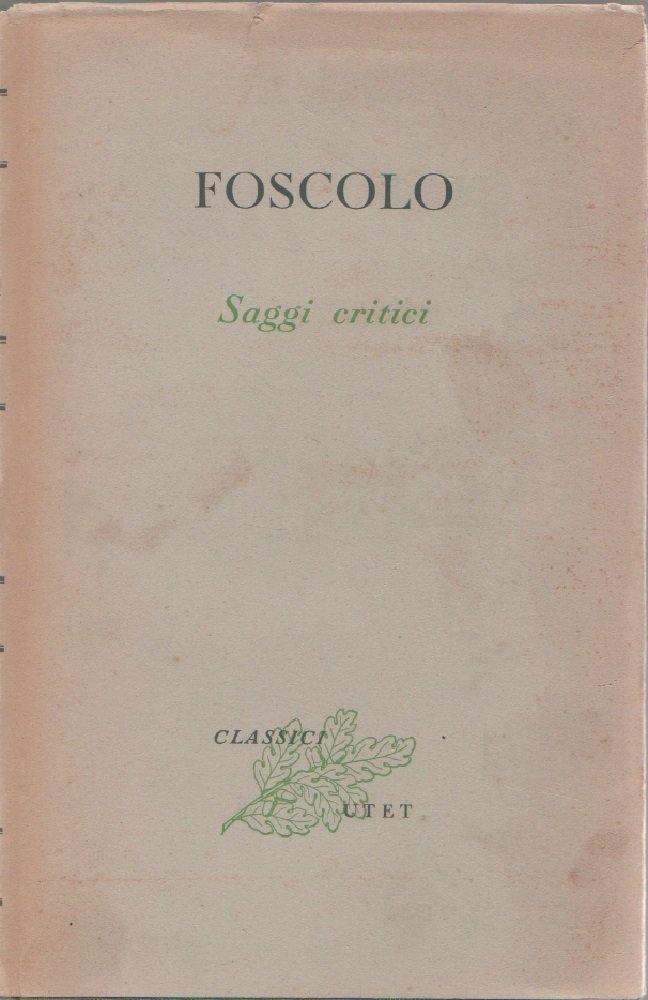 FOSCOLO
Saggi critici
CLASSICI
UTET